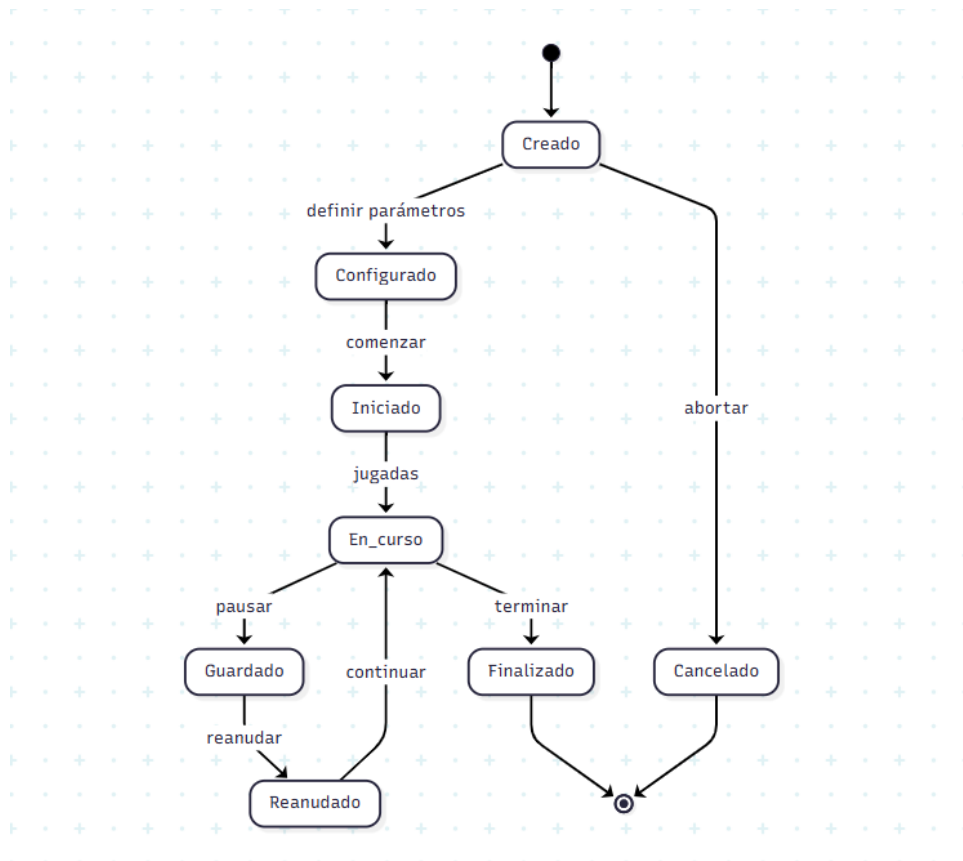 Creado
definir parámetros
Configurado
comenzar
Iniciado
abortar
jugadas
En_curso
pausar
terminar
Guardado
continuar
Finalizado
Cancelado
reanudar
Reanudado